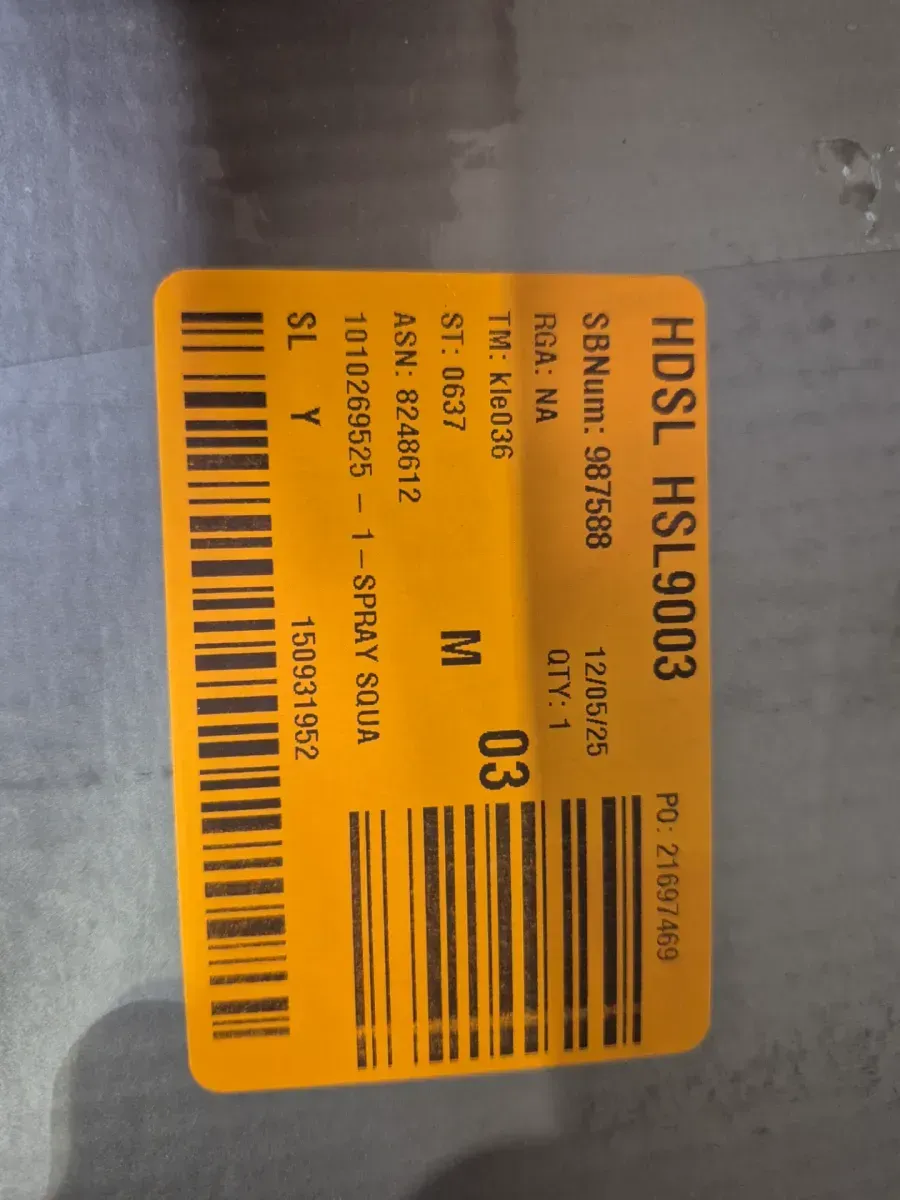 HDSL HSL9003 PO: 21697469
SBNum: 987588 12/05/25
RGA: NA QTY: 1
TM: kle036 03
ST: 0637 M
ASN: 8248612
1010269525 - 1-SPRAY SQUA
SL Y 150931952